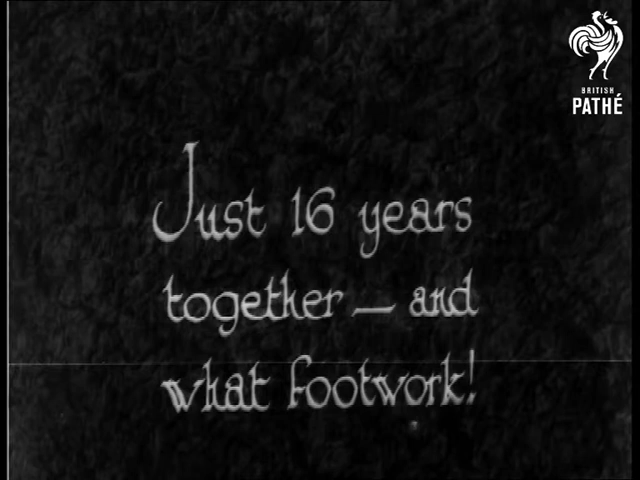 BRITISH
PATHÉ
Just 16 years
together — and
what footwork!